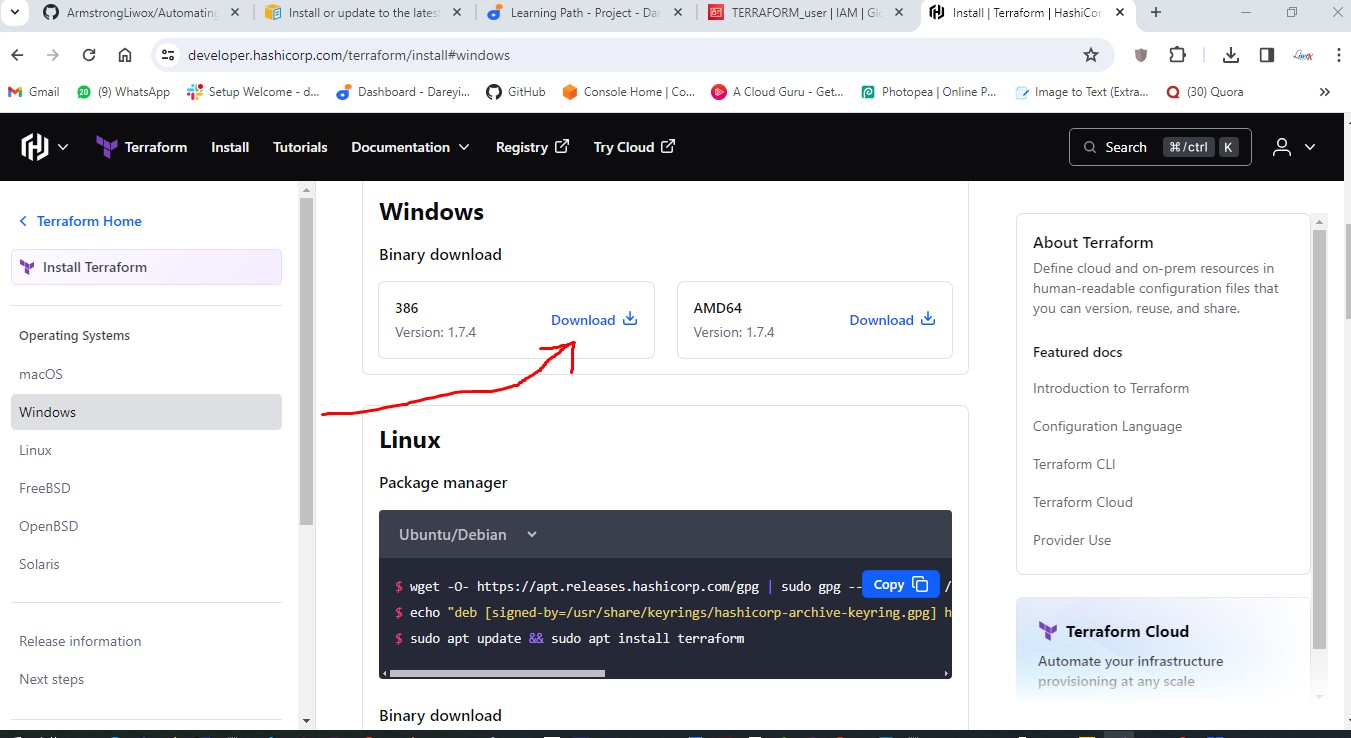 ArmstrongLiwox/Automating
Install or update to the lates
Learning Path - Project - Da
TERRAFORM_user | IAM | Gl
Install | Terraform | HashiCor
developer.hashicorp.com/terraform/install#windows
Gmail
20
(9) WhatsApp
Setup Welcome - d...
Dashboard - Dareyi...
GitHub
Console Home | Co...
A Cloud Guru - Get...
Photopea | Online P...
Image to Text (Extra...
(30) Quora
Terraform
Install
Tutorials
Documentation
Registry
Try Cloud
Search
⌘/ctrl
K
Terraform Home
Install Terraform
Operating Systems
macOS
Windows
Linux
FreeBSD
OpenBSD
Solaris
Release information
Next steps
Windows
Binary download
386
Version: 1.7.4
Download
AMD64
Version: 1.7.4
Download
Linux
Package manager
Ubuntu/Debian
$ wget -O- https://apt.releases.hashicorp.com/gpg | sudo gpg -- /
Copy
$ echo "deb [signed-by=/usr/share/keyrings/hashicorp-archive-keyring.gpg] h
$ sudo apt update && sudo apt install terraform
Binary download
About Terraform
Define cloud and on-prem resources in
human-readable configuration files that
you can version, reuse, and share.
Featured docs
Introduction to Terraform
Configuration Language
Terraform CLI
Terraform Cloud
Provider Use
Terraform Cloud
Automate your infrastructure
provisioning at any scale